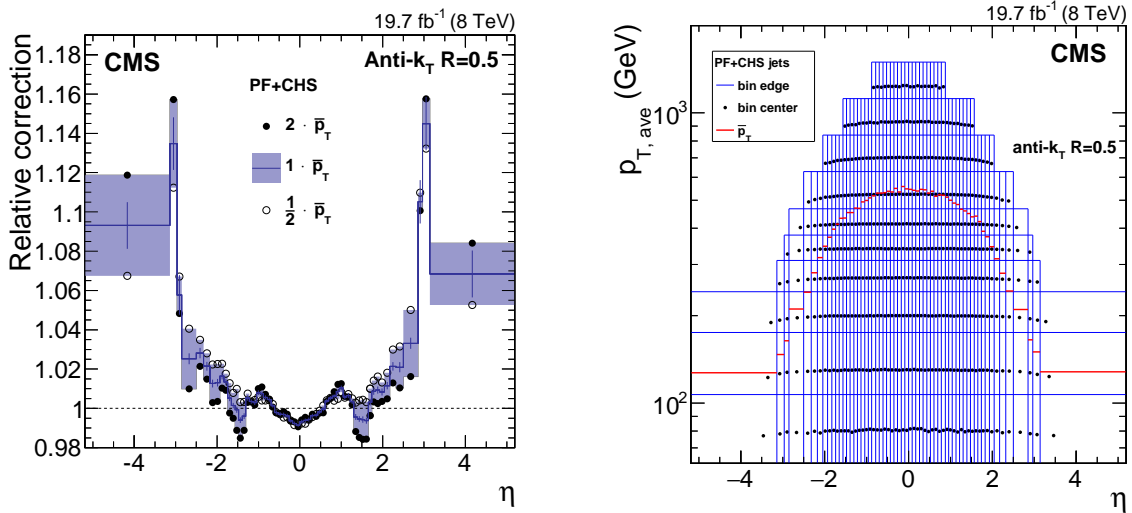 19.7 fb⁻¹ (8 TeV)
CMS
Anti-k_T R=0.5
PF+CHS
2 · p̄_T
1 · p̄_T
1/2 · p̄_T
Relative correction
1.18
1.16
1.14
1.12
1.1
1.08
1.06
1.04
1.02
1
0.98
-4
-2
0
2
4
η
19.7 fb⁻¹ (8 TeV)
CMS
PF+CHS jets
bin edge
bin center
p̄_T
anti-k_T R=0.5
p_T, ave (GeV)
10³
10²
−4
−2
0
2
4
η